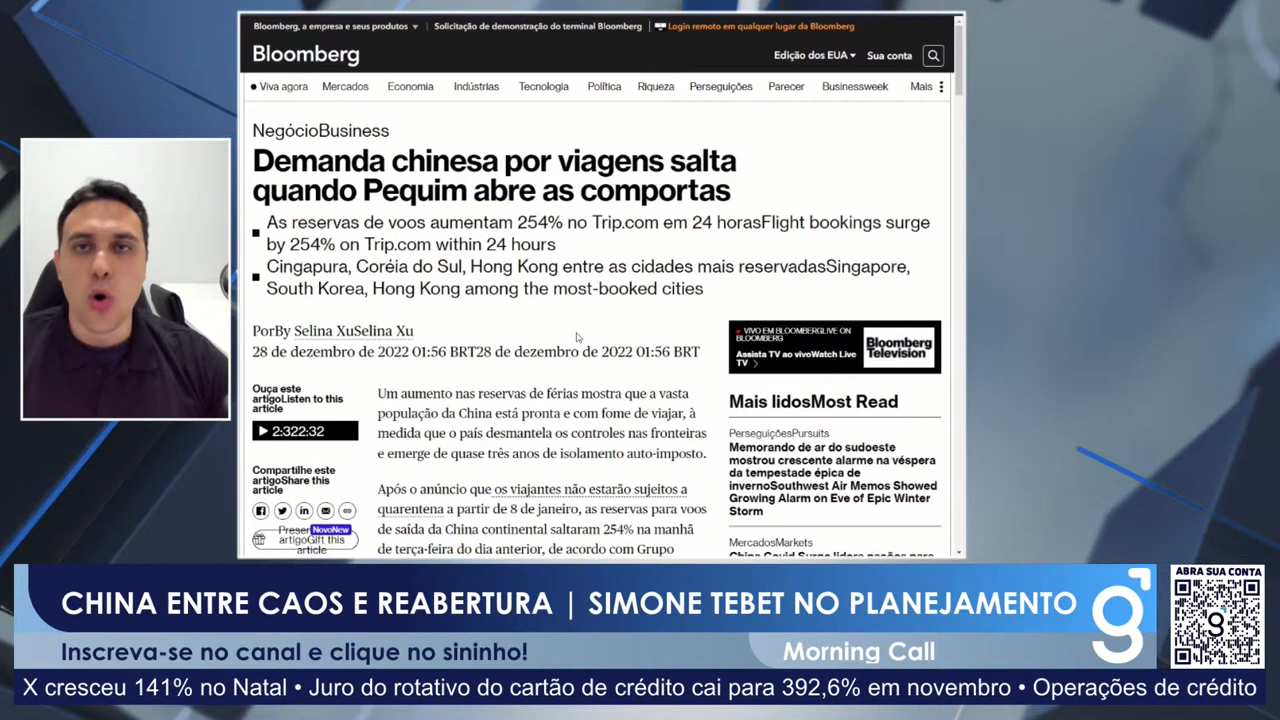 Bloomberg, a empresa e seus produtos ▾ | Solicitação de demonstração do terminal Bloomberg | Login remoto em qualquer lugar da Bloomberg
Bloomberg
Edição dos EUA ▾ Sua conta
• Viva agora Mercados Economia Indústrias Tecnologia Política Riqueza Perseguições Parecer Businessweek Mais
NegócioBusiness
Demanda chinesa por viagens salta
quando Pequim abre as comportas
As reservas de voos aumentam 254% no Trip.com em 24 horasFlight bookings surge
by 254% on Trip.com within 24 hours
Cingapura, Coréia do Sul, Hong Kong entre as cidades mais reservadasSingapore,
South Korea, Hong Kong among the most-booked cities
PorBy Selina XuSelina Xu
28 de dezembro de 2022 01:56 BRT28 de dezembro de 2022 01:56 BRT
Ouça este
artigoListen to this
article
2:322:32
Compartilhe este
artigoShare this
article
Presen NovoNew
artigoGift this
article
Um aumento nas reservas de férias mostra que a vasta
população da China está pronta e com fome de viajar, à
medida que o país desmantela os controles nas fronteiras
e emerge de quase três anos de isolamento auto-imposto.
Após o anúncio que os viajantes não estarão sujeitos a
quarentena a partir de 8 de janeiro, as reservas para voos
de saída da China continental saltaram 254% na manhã
de terça-feira do dia anterior, de acordo com Grupo
VIVO EM BLOOMBERGLIVE ON
BLOOMBERG
Assista TV ao vivoWatch Live
TV
Bloomberg
Television
Mais lidosMost Read
PerseguiçõesPursuits
Memorando de ar do sudoeste
mostrou crescente alarme na véspera
da tempestade épica de
invernoSouthwest Air Memos Showed
Growing Alarm on Eve of Epic Winter
Storm
MercadosMarkets
China Covid Surge lidera nações para
CHINA ENTRE CAOS E REABERTURA | SIMONE TEBET NO PLANEJAMENTO
Inscreva-se no canal e clique no sininho!
Morning Call
g
ABRA SUA CONTA
X cresceu 141% no Natal • Juro do rotativo do cartão de crédito cai para 392,6% em novembro • Operações de crédito